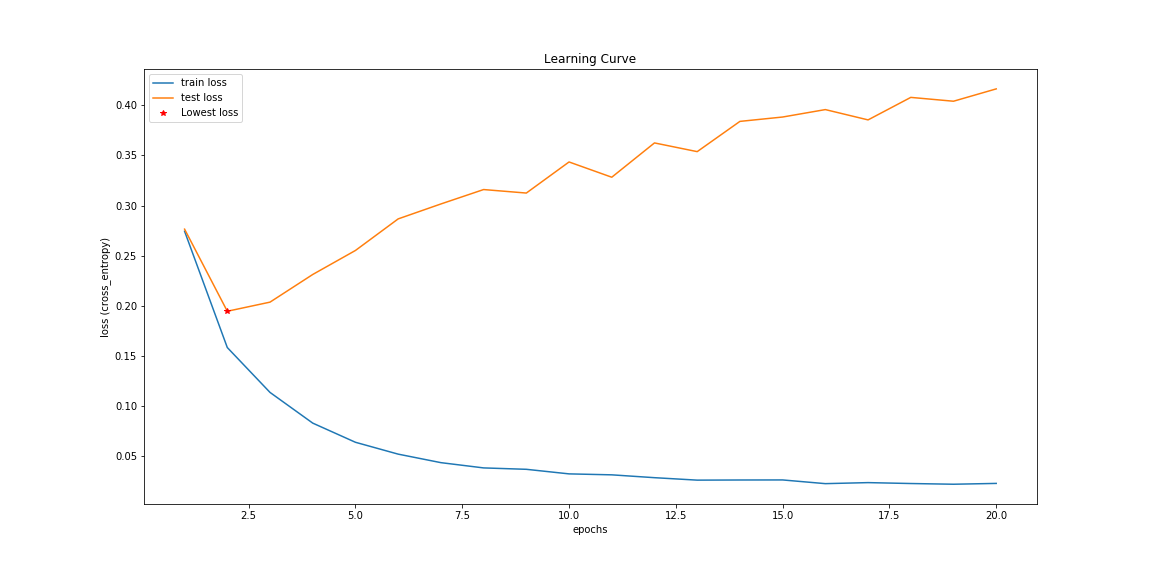 Learning Curve
train loss
test loss
Lowest loss
loss (cross_entropy)
0.40
0.35
0.30
0.25
0.20
0.15
0.10
0.05
2.5 5.0 7.5 10.0 12.5 15.0 17.5 20.0
epochs